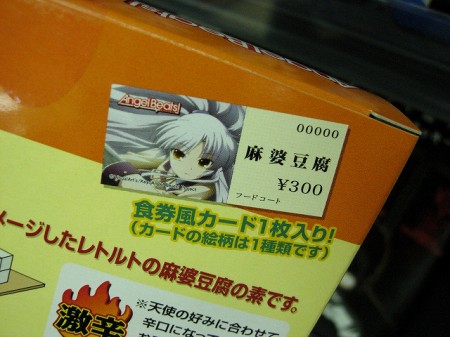 Angel Beats!
00000
麻婆豆腐
¥300
フードコート
食券風カード1枚入り!
(カードの絵柄は1種類です)
メージしたレトルトの麻婆豆腐の素です。
激辛
※天使の好みに合わせて
辛口になって